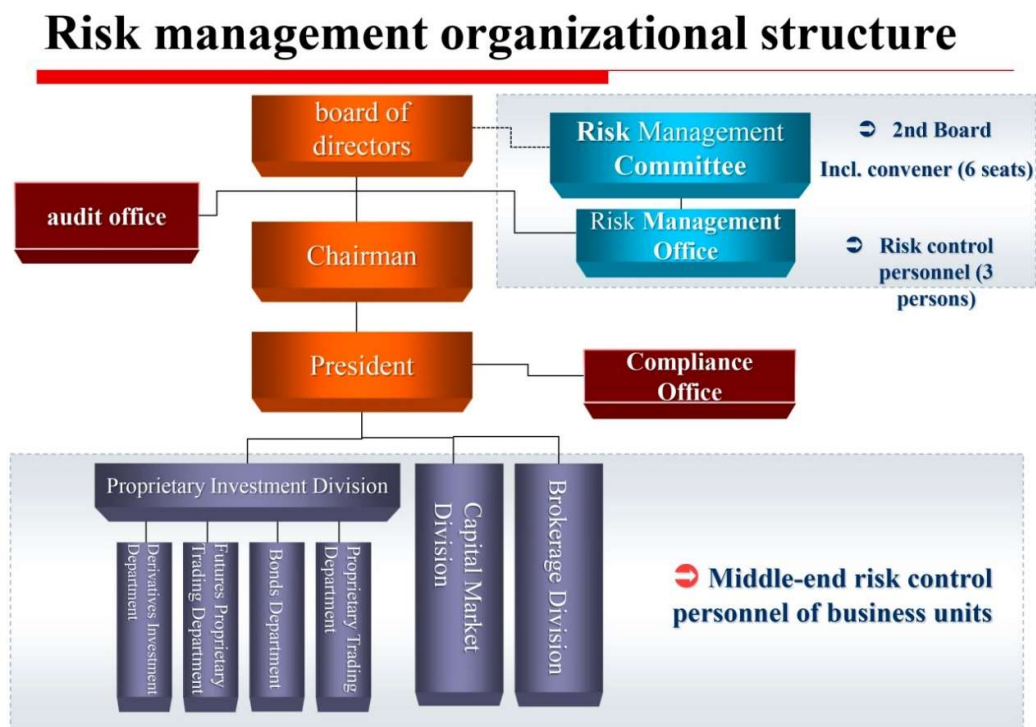 Risk management organizational structure
board of
directors
Risk Management
Committee
2nd Board
Incl. convener (6 seats)
audit office
Risk Management
Office
Risk control
personnel (3
persons)
Chairman
President
Compliance
Office
Proprietary Investment Division
Derivatives Investment
Department
Futures Proprietary
Trading Department
Bonds Department
Proprietary Trading
Department
Capital Market
Division
Brokerage Division
Middle-end risk control
personnel of business units